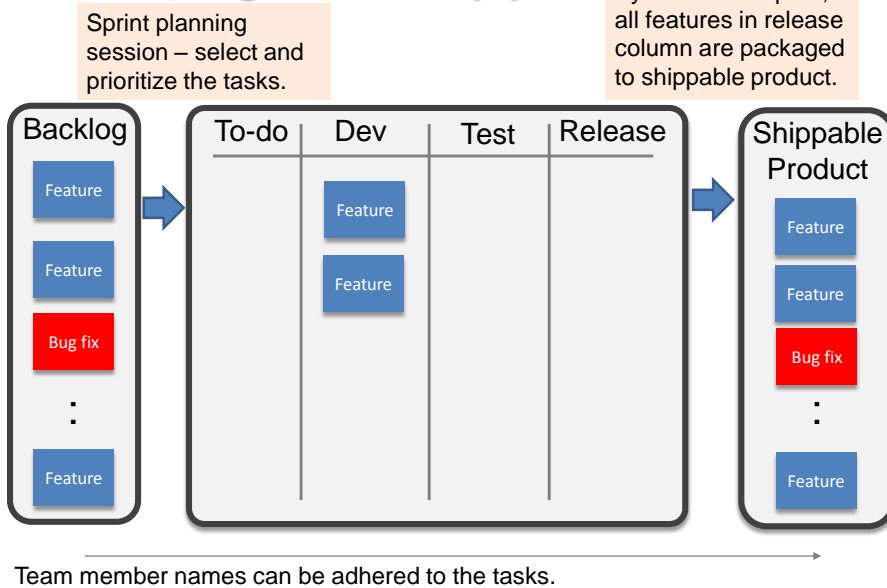 Sprint planning
session – select and
prioritize the tasks.
all features in release
column are packaged
to shippable product.
Backlog
Feature
Feature
Bug fix
:
Feature
To-do
Dev
Test
Release
Feature
Feature
Shippable
Product
Feature
Feature
Bug fix
:
Feature
Team member names can be adhered to the tasks.